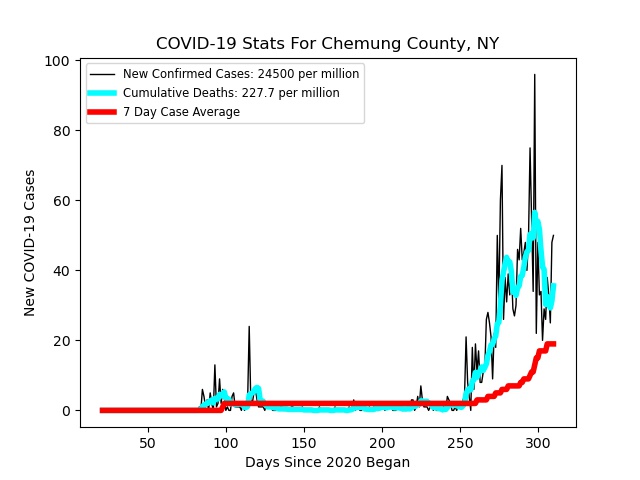 COVID-19 Stats For Chemung County, NY
New Confirmed Cases: 24500 per million
Cumulative Deaths: 227.7 per million
7 Day Case Average
New COVID-19 Cases
100
80
60
40
20
0
50
100
150
200
250
300
Days Since 2020 Began